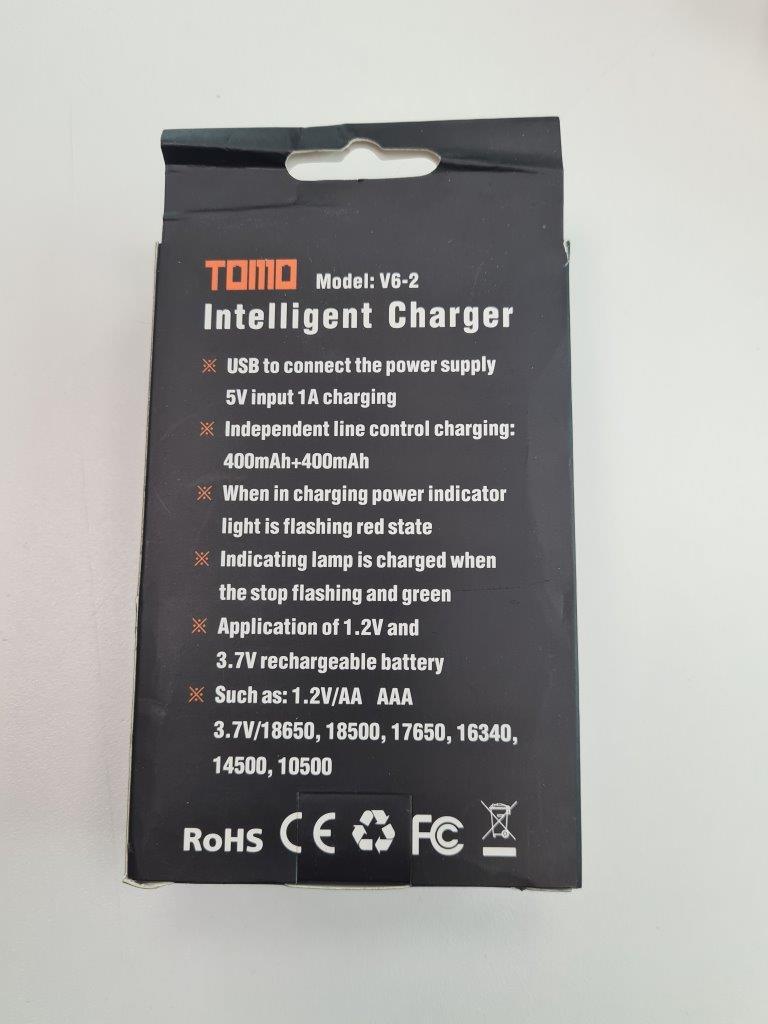 TOMO Model: V6-2
Intelligent Charger
※ USB to connect the power supply
5V input 1A charging
※ Independent line control charging:
400mAh+400mAh
※ When in charging power indicator
light is flashing red state
※ Indicating lamp is charged when
the stop flashing and green
※ Application of 1.2V and
3.7V rechargeable battery
※ Such as: 1.2V/AA AAA
3.7V/18650, 18500, 17650, 16340,
14500, 10500
RoHS CE FC